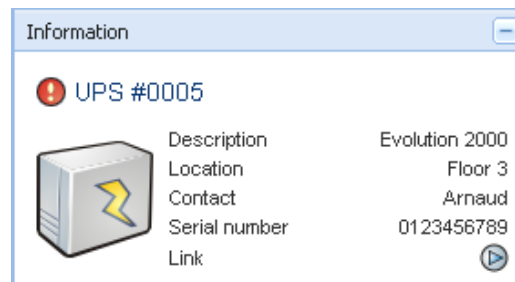 Information
UPS #0005
Description Evolution 2000
Location Floor 3
Contact Arnaud
Serial number 0123456789
Link